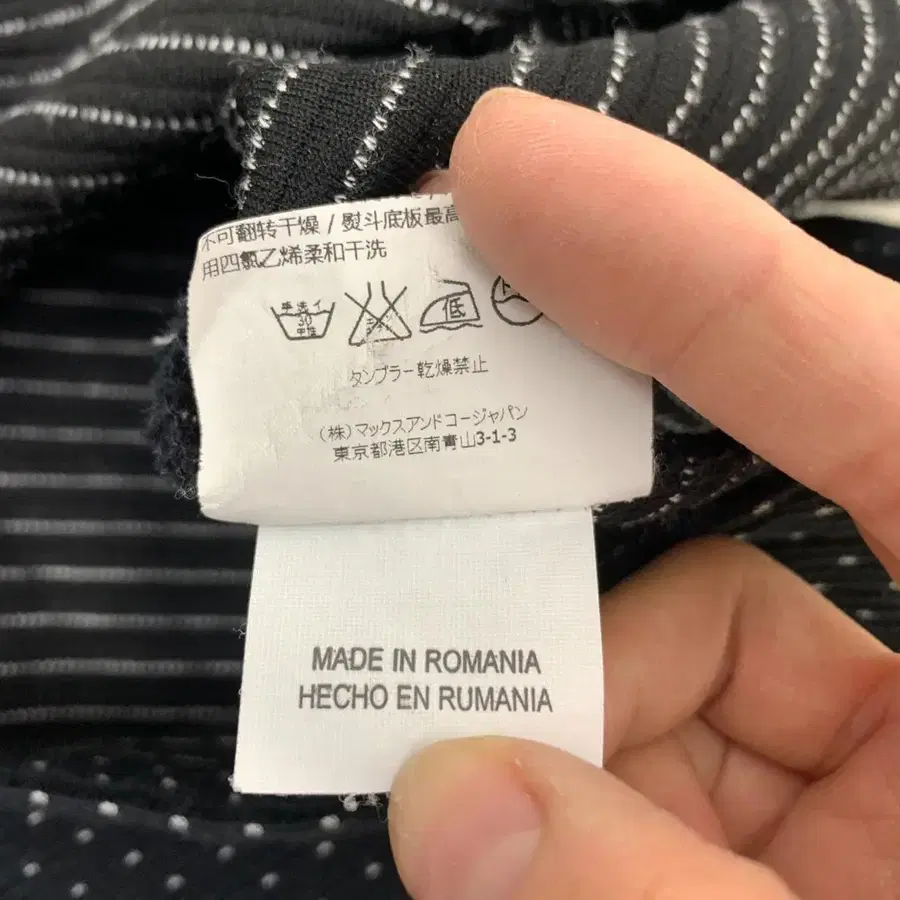 不可翻转干燥 / 熨斗底板最高
用四氯乙烯柔和干洗
手洗イ
30
中性
低
タンブラー乾燥禁止
(株)マックスアンドコージャパン
東京都港区南青山3-1-3
MADE IN ROMANIA
HECHO EN RUMANIA